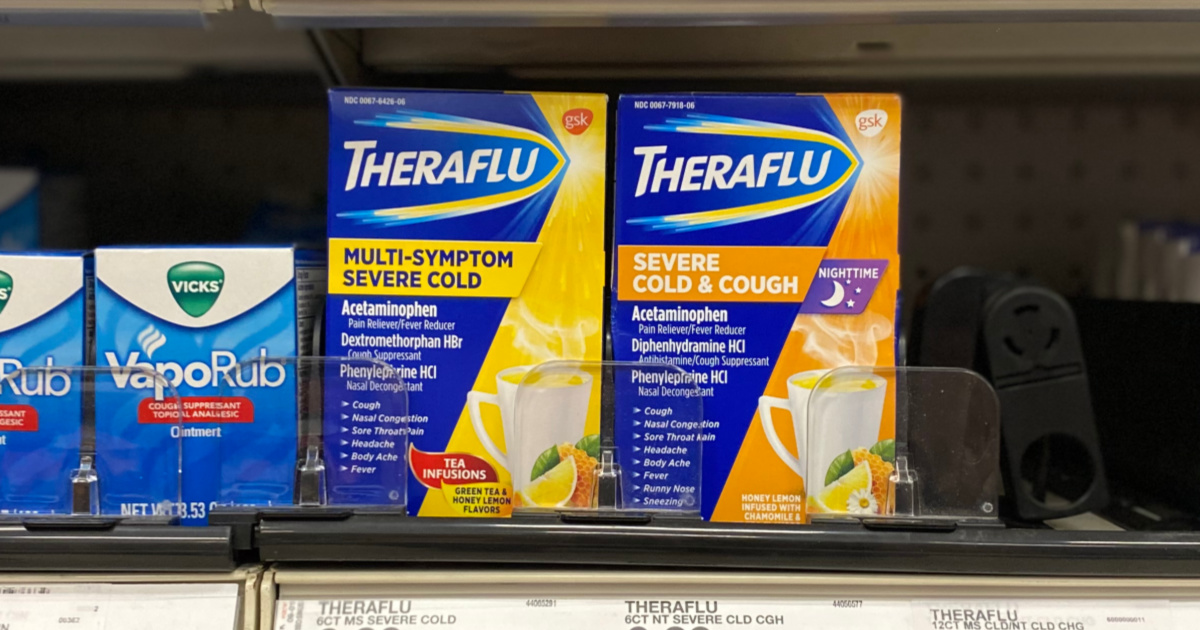 VICKS
VapoRub
COUGH SUPPRESSANT
TOPICAL ANALGESIC
Ointment
Rub
NDC 0067-6426-06
gsk
THERAFLU
MULTI-SYMPTOM
SEVERE COLD
Acetaminophen
Pain Reliever/Fever Reducer
Dextromethorphan HBr
Cough Suppressant
Phenylephrine HCl
Nasal Decongestant
➤ Cough
➤ Nasal Congestion
➤ Sore Throat Pain
➤ Headache
➤ Body Ache
➤ Fever
TEA
INFUSIONS
GREEN TEA &
HONEY LEMON
FLAVORS
NDC 0067-7918-06
gsk
THERAFLU
SEVERE
COLD & COUGH
NIGHTTIME
Acetaminophen
Pain Reliever/Fever Reducer
Diphenhydramine HCl
Antihistamine/Cough Suppressant
Phenylephrine HCl
Nasal Decongestant
➤ Cough
➤ Nasal Congestion
➤ Sore Throat Pain
➤ Headache
➤ Body Ache
➤ Fever
➤ Runny Nose
➤ Sneezing
HONEY LEMON
INFUSED WITH
CHAMOMILE &
THERAFLU
6CT MS SEVERE COLD
44065281
THERAFLU
6CT NT SEVERE CLD CGH
44056577
THERAFLU
12CT MS CLD/NT CLD CHG